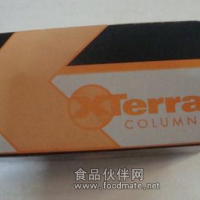 XTerra
COLUMN
食品伙伴网
www.foodmate.net